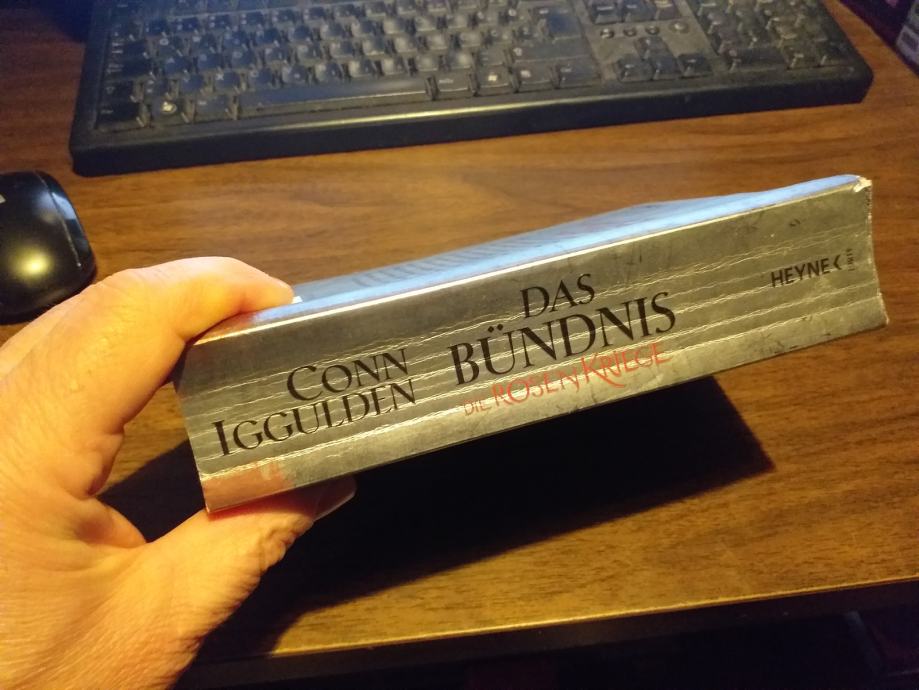 CONN
IGGULDEN
DAS
BÜNDNIS
DIE ROSENKRIEGE
HEYNE <